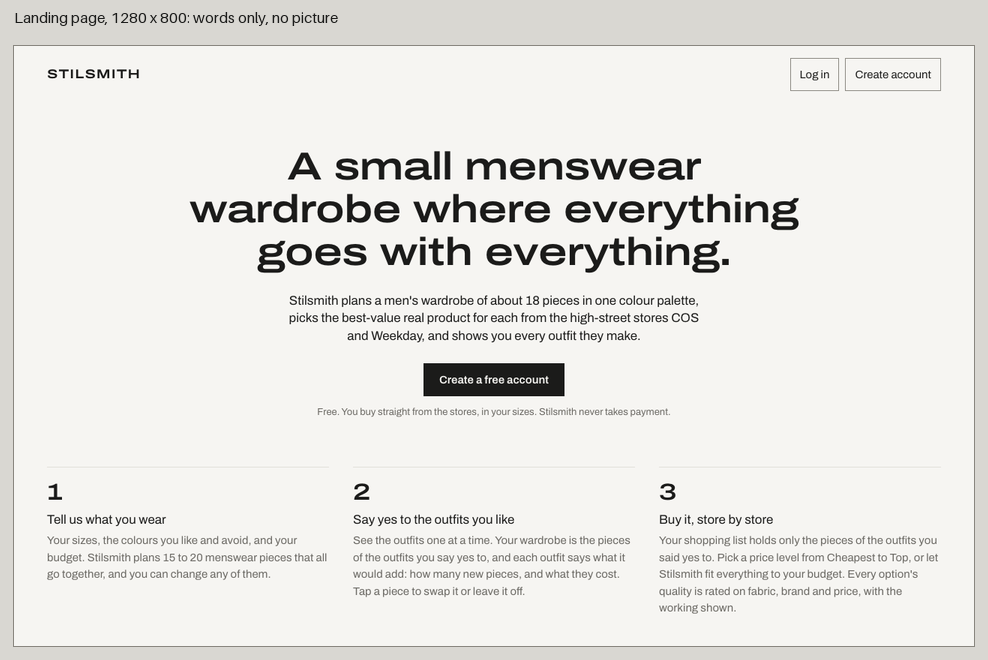 Landing page, 1280 x 800: words only, no picture
STILSMITH
Log in
Create account
A small menswear
wardrobe where everything
goes with everything.
Stilsmith plans a men's wardrobe of about 18 pieces in one colour palette,
picks the best-value real product for each from the high-street stores COS
and Weekday, and shows you every outfit they make.
Create a free account
Free. You buy straight from the stores, in your sizes. Stilsmith never takes payment.
1
Tell us what you wear
Your sizes, the colours you like and avoid, and your
budget. Stilsmith plans 15 to 20 menswear pieces that all
go together, and you can change any of them.
2
Say yes to the outfits you like
See the outfits one at a time. Your wardrobe is the pieces
of the outfits you say yes to, and each outfit says what it
would add: how many new pieces, and what they cost.
Tap a piece to swap it or leave it off.
3
Buy it, store by store
Your shopping list holds only the pieces of the outfits you
said yes to. Pick a price level from Cheapest to Top, or let
Stilsmith fit everything to your budget. Every option's
quality is rated on fabric, brand and price, with the
working shown.